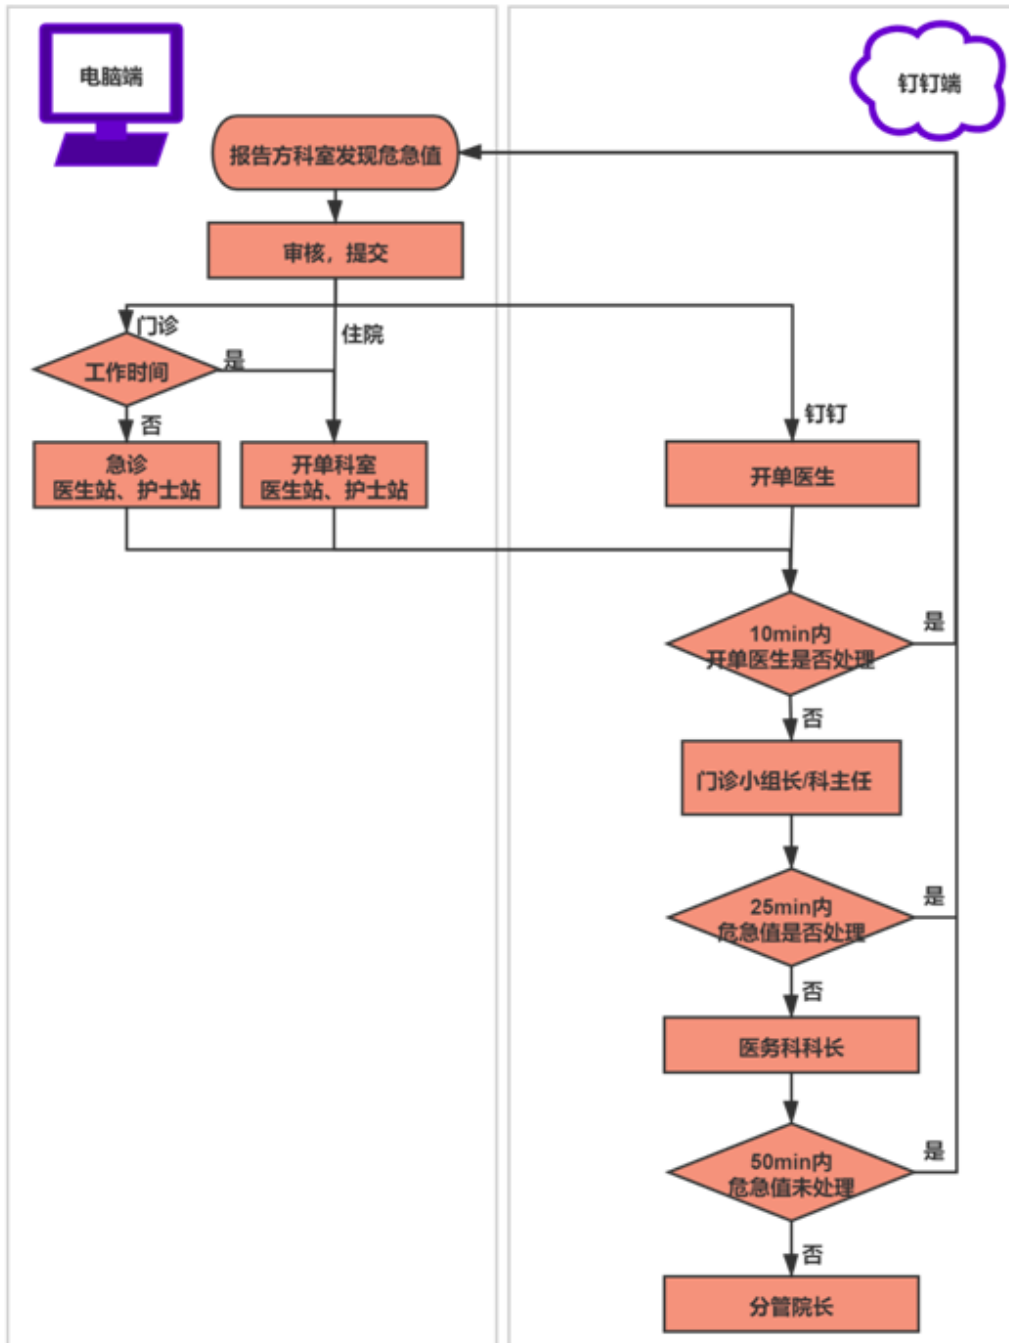 电脑端
钉钉端
报告方科室发现危急值
审核，提交
门诊
住院
工作时间
是
否
钉钉
急诊
医生站、护士站
开单科室
医生站、护士站
开单医生
10min内
开单医生是否处理
是
否
门诊小组长/科主任
25min内
危急值是否处理
是
否
医务科科长
50min内
危急值未处理
是
否
分管院长